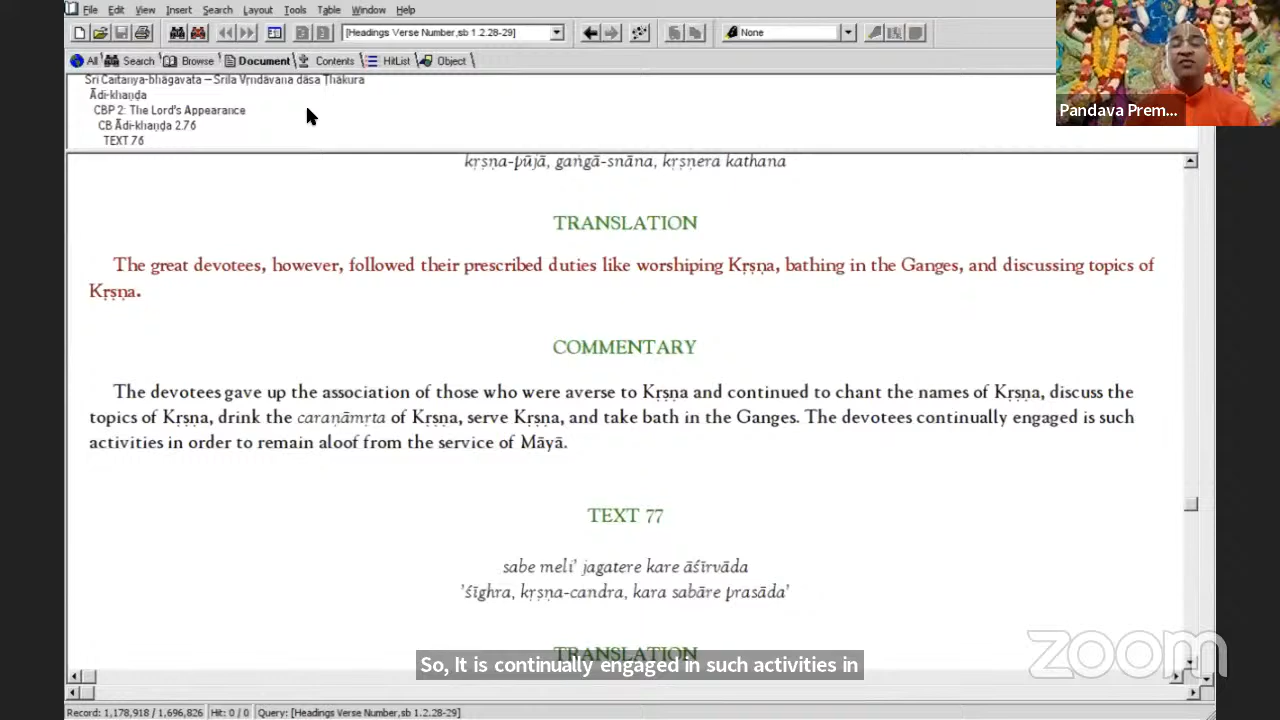 File Edit View Insert Search Layout Tools Table Window Help
[Headings Verse Number,sb 1.2.28-29]
None
All Search Browse Document Contents HitList Object
Śrī Caitanya-bhāgavata – Śrīla Vṛndāvana dāsa Ṭhākura
Ādi-khaṇḍa
CBP 2: The Lord's Appearance
CB Ādi-khaṇḍa 2.76
TEXT 76
Pandava Prem...
kṛṣṇa-pūjā, gaṅgā-snāna, kṛṣṇera kathana
TRANSLATION
The great devotees, however, followed their prescribed duties like worshiping Kṛṣṇa, bathing in the Ganges, and discussing topics of
Kṛṣṇa.
COMMENTARY
The devotees gave up the association of those who were averse to Kṛṣṇa and continued to chant the names of Kṛṣṇa, discuss the
topics of Kṛṣṇa, drink the caraṇāmṛta of Kṛṣṇa, serve Kṛṣṇa, and take bath in the Ganges. The devotees continually engaged is such
activities in order to remain aloof from the service of Māyā.
TEXT 77
sabe meli' jagatere kare āśīrvāda
'śīghra, kṛṣṇa-candra, kara sabāre prasāda'
TRANSLATION
So, It is continually engaged in such activities in
zoom
Record: 1,178,918 / 1,696,826 Hit: 0 / 0 Query: [Headings Verse Number,sb 1.2.28-29]